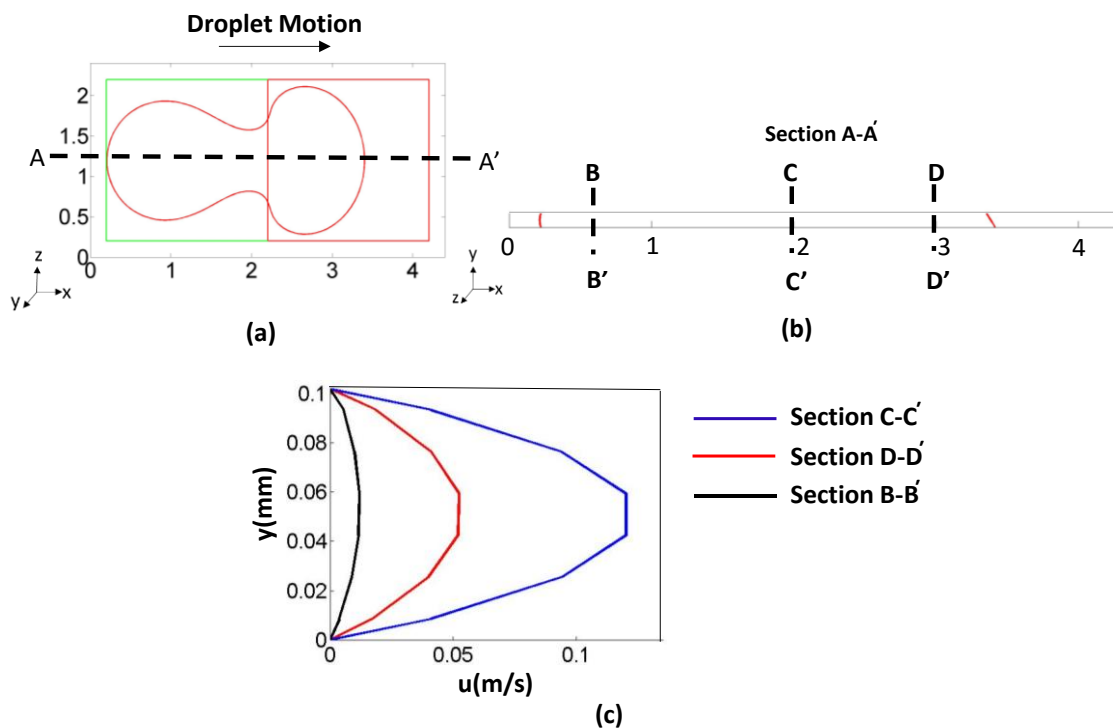 Droplet Motion
2
1.5
1
0.5
0
0 1 2 3 4
A A'
z
y x
y
z x
(a)
Section A-A'
B C D
0 1 2 3 4
B' C' D'
(b)
0.1
0.08
0.06
0.04
0.02
0
y(mm)
0 0.05 0.1
u(m/s)
Section C-C'
Section D-D'
Section B-B'
(c)